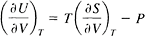 (∂U/∂V)_T = T(∂S/∂V)_T − P